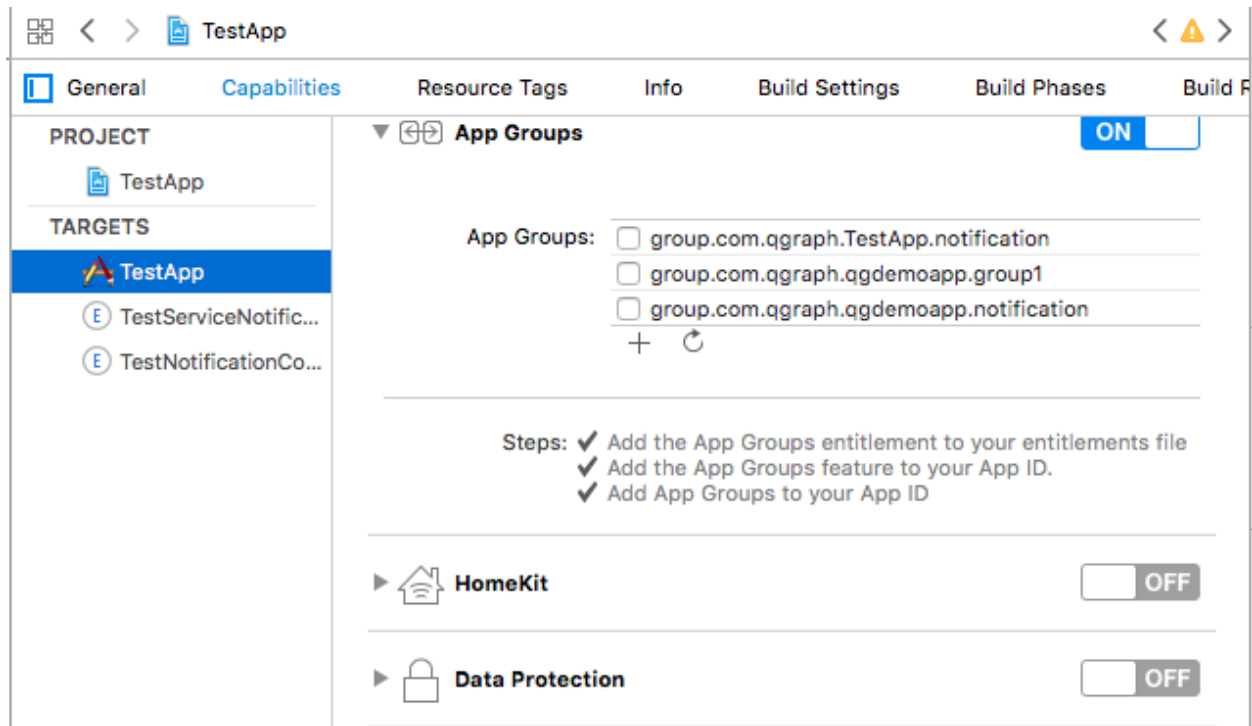 TestApp
General Capabilities Resource Tags Info Build Settings Build Phases Build R
PROJECT
TestApp
TARGETS
TestApp
E TestServiceNotific...
E TestNotificationCo...
App Groups ON
App Groups: group.com.qgraph.TestApp.notification
group.com.qgraph.qgdemoapp.group1
group.com.qgraph.qgdemoapp.notification
Steps: ✔ Add the App Groups entitlement to your entitlements file
✔ Add the App Groups feature to your App ID.
✔ Add App Groups to your App ID
HomeKit OFF
Data Protection OFF